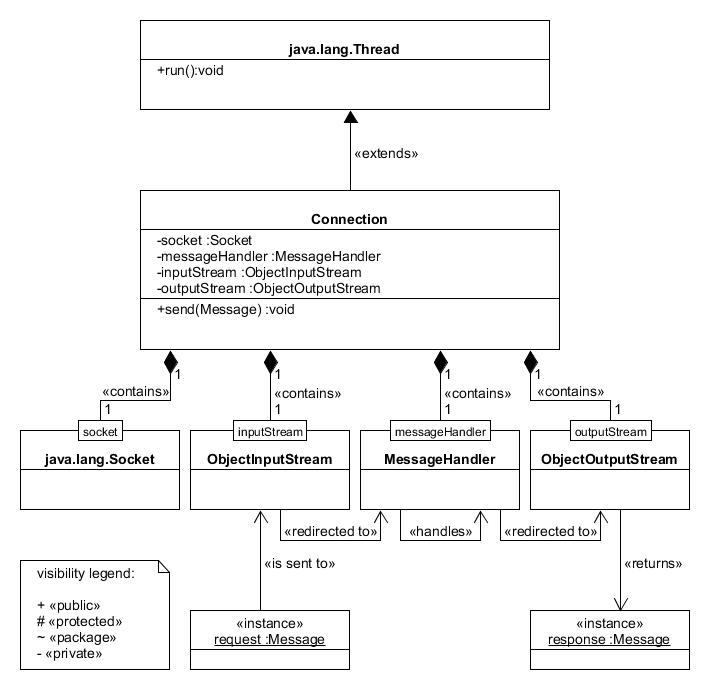 java.lang.Thread
+run():void
«extends»
Connection
-socket :Socket
-messageHandler :MessageHandler
-inputStream :ObjectInputStream
-outputStream :ObjectOutputStream
+send(Message) :void
1 1 1 1
«contains» «contains» «contains» «contains»
1 1 1 1
socket inputStream messageHandler outputStream
java.lang.Socket ObjectInputStream MessageHandler ObjectOutputStream
«redirected to» «handles» «redirected to»
«is sent to» «returns»
visibility legend:
+ «public»
# «protected»
~ «package»
- «private»
«instance»
request :Message
«instance»
response :Message